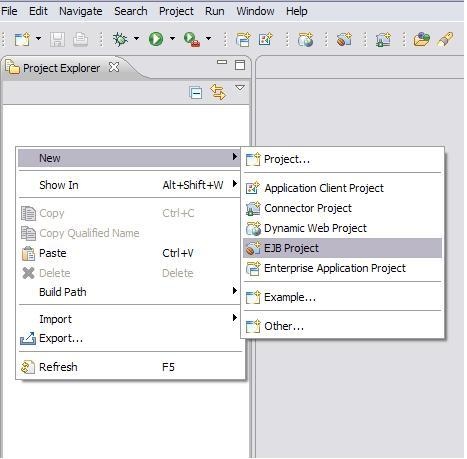 File Edit Navigate Search Project Run Window Help
Project Explorer
New
Project...
Show In Alt+Shift+W
Application Client Project
Copy Ctrl+C
Connector Project
Copy Qualified Name
Dynamic Web Project
Paste Ctrl+V
EJB Project
Delete Delete
Enterprise Application Project
Build Path
Example...
Import
Other...
Export...
Refresh F5